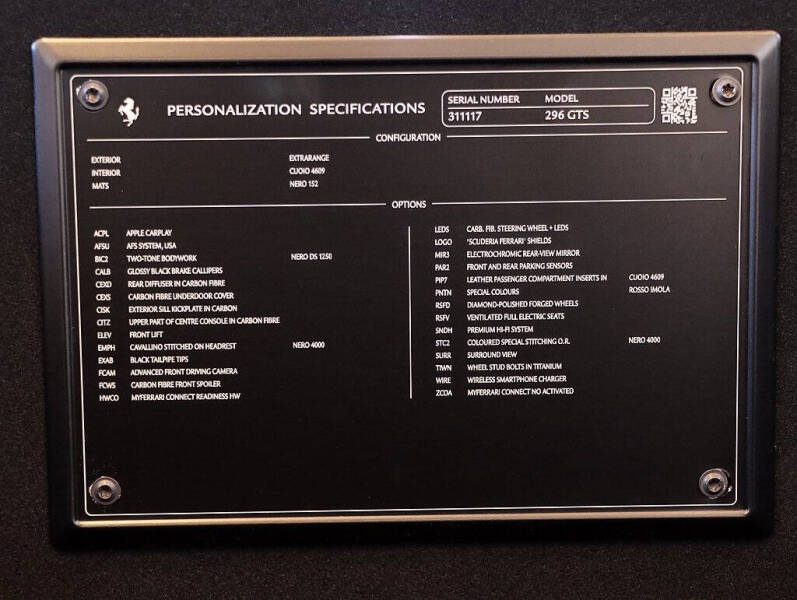 PERSONALIZATION SPECIFICATIONS
SERIAL NUMBER MODEL
311117 296 GTS
CONFIGURATION
EXTERIOR EXTRARANGE
INTERIOR CUOIO 4609
MATS NERO 152
OPTIONS
ACPL APPLE CARPLAY
AFSU AFS SYSTEM, USA
BIC2 TWO-TONE BODYWORK NERO DS 1250
CALB GLOSSY BLACK BRAKE CALLIPERS
CEXD REAR DIFFUSER IN CARBON FIBRE
CEXS CARBON FIBRE UNDERDOOR COVER
CISK EXTERIOR SILL KICKPLATE IN CARBON
CITZ UPPER PART OF CENTRE CONSOLE IN CARBON FIBRE
ELEV FRONT LIFT
EMPH CAVALLINO STITCHED ON HEADREST NERO 4000
EXAB BLACK TAILPIPE TIPS
FCAM ADVANCED FRONT DRIVING CAMERA
FCWS CARBON FIBRE FRONT SPOILER
HWCO MYFERRARI CONNECT READINESS HW
LEDS CARB. FIB. STEERING WHEEL + LEDS
LOGO 'SCUDERIA FERRARI' SHIELDS
MIR3 ELECTROCHROMIC REAR-VIEW MIRROR
PAR2 FRONT AND REAR PARKING SENSORS
PIP7 LEATHER PASSENGER COMPARTMENT INSERTS IN CUOIO 4609
PNTN SPECIAL COLOURS ROSSO IMOLA
RSFD DIAMOND-POLISHED FORGED WHEELS
RSFV VENTILATED FULL ELECTRIC SEATS
SNDH PREMIUM HI-FI SYSTEM
STC2 COLOURED SPECIAL STITCHING O.R. NERO 4000
SURR SURROUND VIEW
TIWN WHEEL STUD BOLTS IN TITANIUM
WIRE WIRELESS SMARTPHONE CHARGER
ZCOA MYFERRARI CONNECT NO ACTIVATED